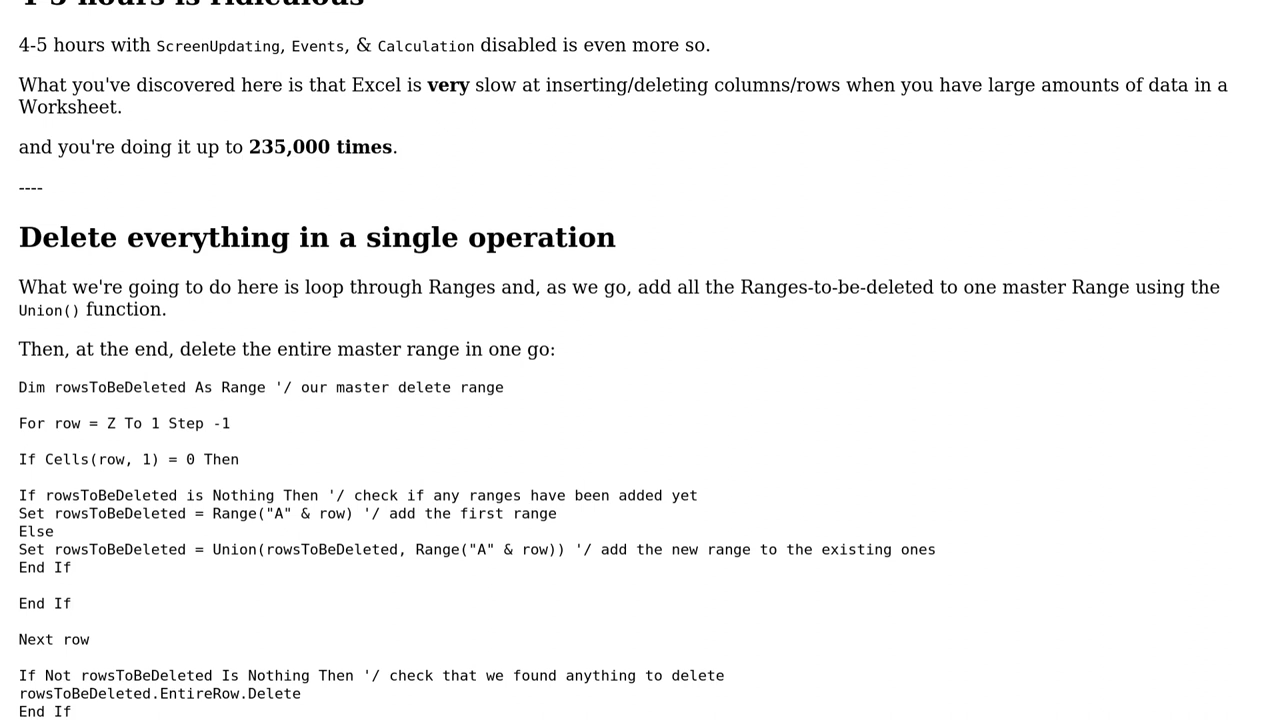 4-5 hours is ridiculous
4-5 hours with ScreenUpdating, Events, & Calculation disabled is even more so.
What you've discovered here is that Excel is very slow at inserting/deleting columns/rows when you have large amounts of data in a
Worksheet.
and you're doing it up to 235,000 times.
----
Delete everything in a single operation
What we're going to do here is loop through Ranges and, as we go, add all the Ranges-to-be-deleted to one master Range using the
Union() function.
Then, at the end, delete the entire master range in one go:
Dim rowsToBeDeleted As Range '/ our master delete range
For row = Z To 1 Step -1
If Cells(row, 1) = 0 Then
If rowsToBeDeleted is Nothing Then '/ check if any ranges have been added yet
Set rowsToBeDeleted = Range("A" & row) '/ add the first range
Else
Set rowsToBeDeleted = Union(rowsToBeDeleted, Range("A" & row)) '/ add the new range to the existing ones
End If
End If
Next row
If Not rowsToBeDeleted Is Nothing Then '/ check that we found anything to delete
rowsToBeDeleted.EntireRow.Delete
End If